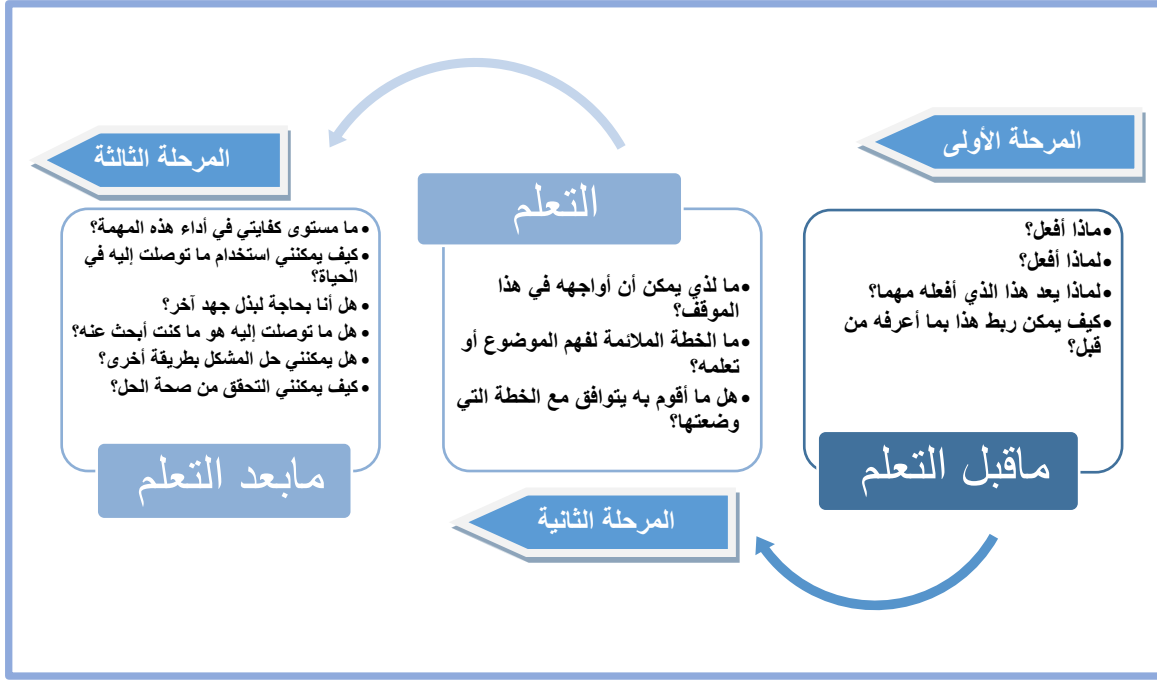 المرحلة الأولى
•ماذا أفعل؟
•لماذا أفعل؟
•لماذا يعد هذا الذي أفعله مهما؟
•كيف يمكن ربط هذا بما أعرفه من
قبل؟
ماقبل التعلم
التعلم
•ما لذي يمكن أن أواجهه في هذا
الموقف؟
•ما الخطة الملائمة لفهم الموضوع أو
تعلمه؟
•هل ما أقوم به يتوافق مع الخطة التي
وضعتها؟
المرحلة الثانية
المرحلة الثالثة
•ما مستوى كفايتي في أداء هذه المهمة؟
•كيف يمكنني استخدام ما توصلت إليه في
الحياة؟
•هل أنا بحاجة لبذل جهد آخر؟
•هل ما توصلت إليه هو ما كنت أبحث عنه؟
•هل يمكنني حل المشكل بطريقة أخرى؟
•كيف يمكنني التحقق من صحة الحل؟
مابعد التعلم